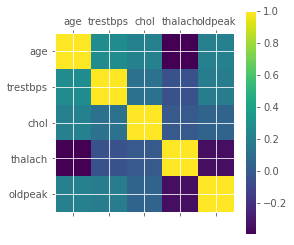 age trestbps chol thalach oldpeak
age
trestbps
chol
thalach
oldpeak
1.0
0.8
0.6
0.4
0.2
0.0
−0.2